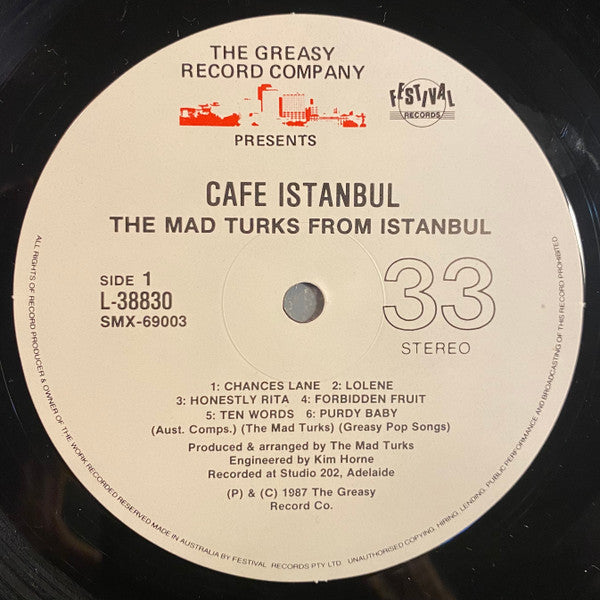 THE GREASY
RECORD COMPANY
FESTIVAL
RECORDS
PRESENTS
CAFE ISTANBUL
THE MAD TURKS FROM ISTANBUL
SIDE 1
L-38830
SMX-69003
33
STEREO
1: CHANCES LANE 2: LOLENE
3: HONESTLY RITA 4: FORBIDDEN FRUIT
5: TEN WORDS 6: PURDY BABY
(Aust. Comps.) (The Mad Turks) (Greasy Pop Songs)
Produced & arranged by The Mad Turks
Engineered by Kim Horne
Recorded at Studio 202, Adelaide
(P) & (C) 1987 The Greasy
Record Co.
ALL RIGHTS OF RECORD PRODUCER & OWNER OF THE WORK RECORDED RESERVED MADE IN AUSTRALIA BY FESTIVAL RECORDS PTY LTD. UNAUTHORISED COPYING, HIRING, LENDING, PUBLIC PERFORMANCE AND BROADCASTING OF THIS RECORD PROHIBITED